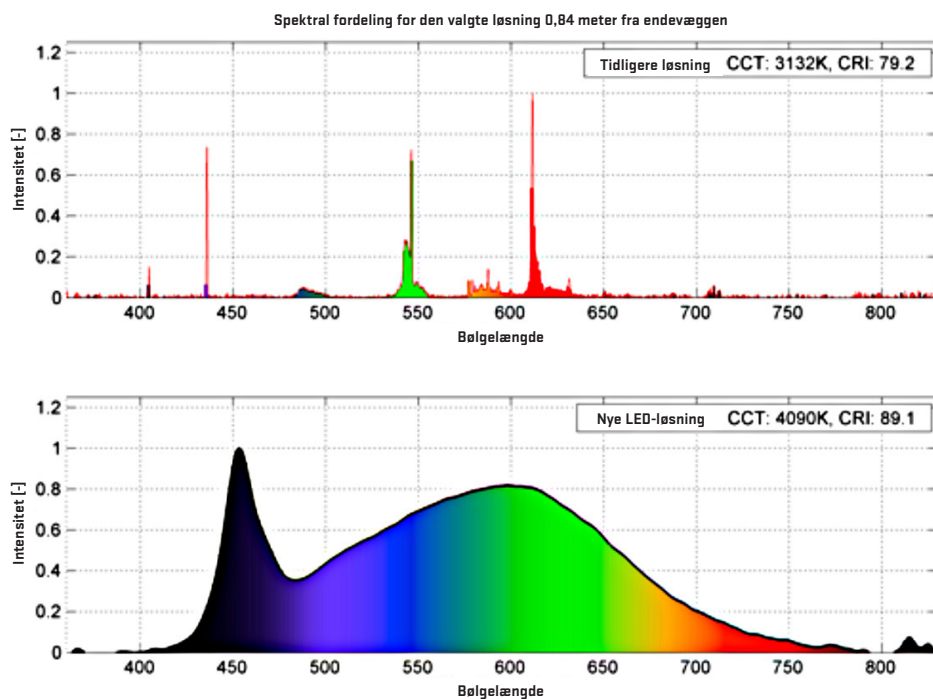 Spektral fordeling for den valgte løsning 0,84 meter fra endevæggen
Tidligere løsning CCT: 3132K, CRI: 79.2
Intensitet [-]
1.2
1
0.8
0.6
0.4
0.2
0
400 450 500 550 600 650 700 750 800
Bølgelængde
Nye LED-løsning CCT: 4090K, CRI: 89.1
Intensitet [-]
1.2
1
0.8
0.6
0.4
0.2
0
400 450 500 550 600 650 700 750 800
Bølgelængde